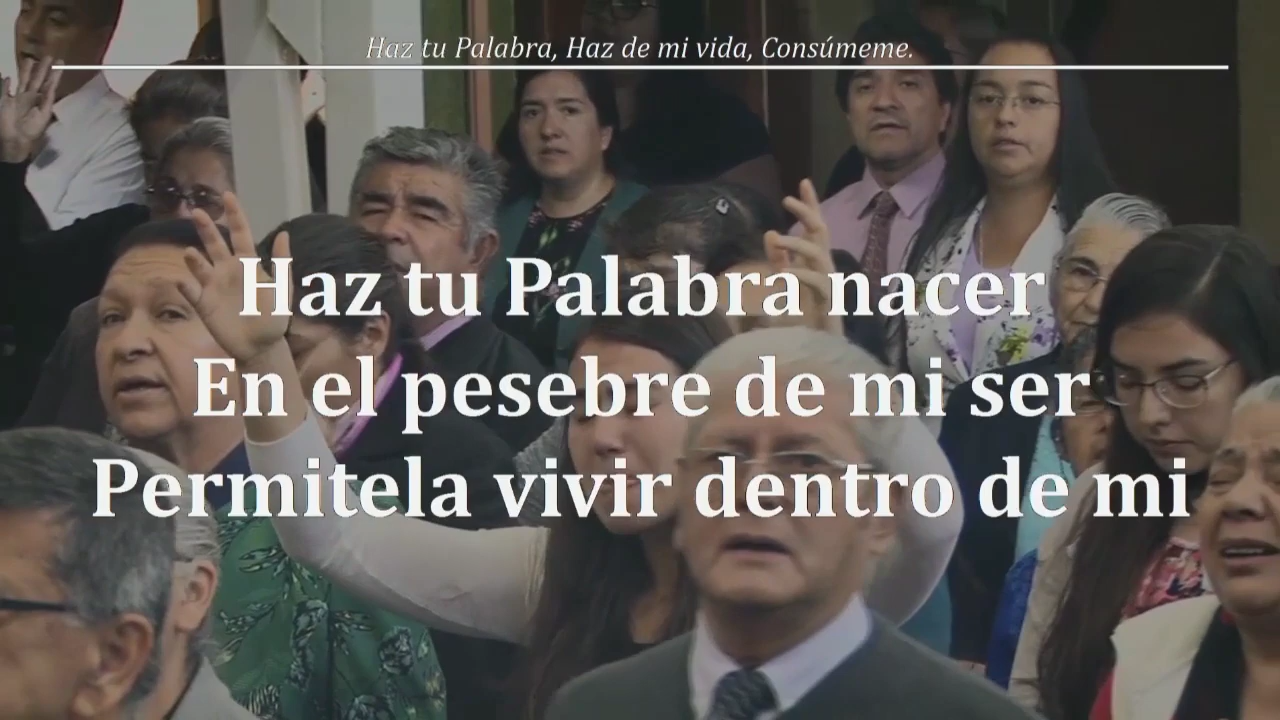 Haz tu Palabra, Haz de mi vida, Consúmeme.
Haz tu Palabra nacer
En el pesebre de mi ser
Permitela vivir dentro de mi